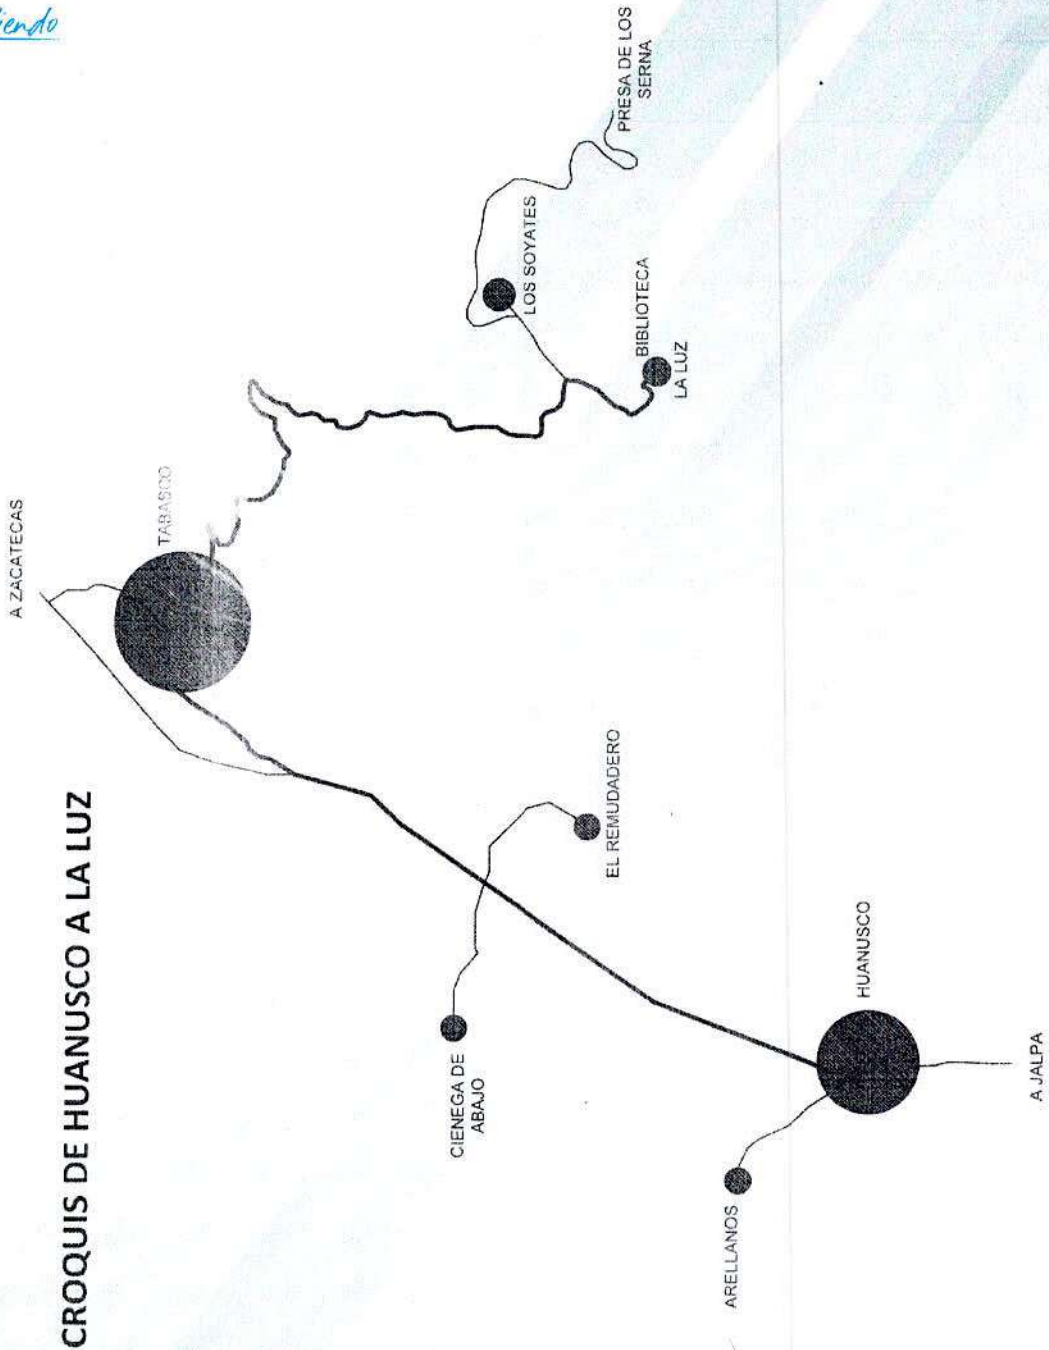 CROQUIS DE HUANUSCO A LA LUZ
A ZACATECAS
TABASCO
PRESA DE LOS
SERNA
LOS SOYATES
BIBLIOTECA
LA LUZ
EL REMUDADERO
CIENEGA DE
ABAJO
HUANUSCO
ARELLANOS
A JALPA